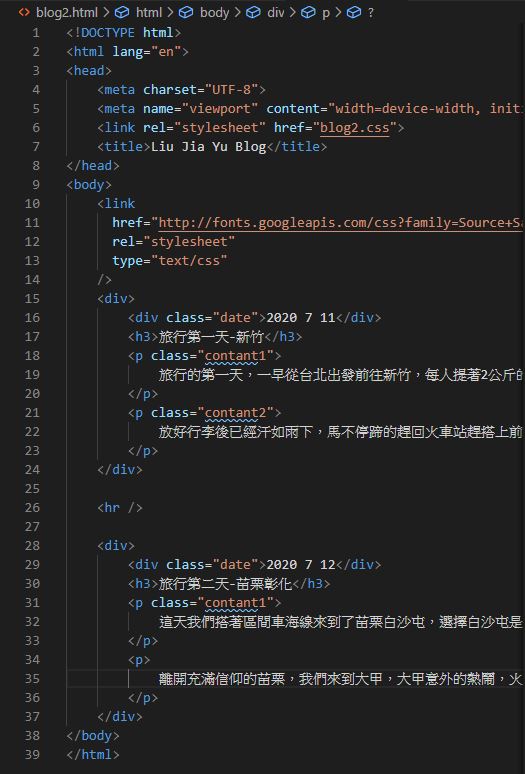 blog2.html > html > body > div > p > ?
1 <!DOCTYPE html>
2 <html lang="en">
3 <head>
4 <meta charset="UTF-8">
5 <meta name="viewport" content="width=device-width, initi
6 <link rel="stylesheet" href="blog2.css">
7 <title>Liu Jia Yu Blog</title>
8 </head>
9 <body>
10 <link
11 href="http://fonts.googleapis.com/css?family=Source+Sa
12 rel="stylesheet"
13 type="text/css"
14 />
15 <div>
16 <div class="date">2020 7 11</div>
17 <h3>旅行第一天-新竹</h3>
18 <p class="contant1">
19 旅行的第一天，一早從台北出發前往新竹，每人提著2公斤的
20 </p>
21 <p class="contant2">
22 放好行李後已經汗如雨下，馬不停蹄的趕回火車站趕搭上前
23 </p>
24 </div>
25
26 <hr />
27
28 <div>
29 <div class="date">2020 7 12</div>
30 <h3>旅行第二天-苗栗彰化</h3>
31 <p class="contant1">
32 這天我們搭著區間車海線來到了苗栗白沙屯，選擇白沙屯是
33 </p>
34 <p>
35 離開充滿信仰的苗栗，我們來到大甲，大甲意外的熱鬧，火
36 </p>
37 </div>
38 </body>
39 </html>